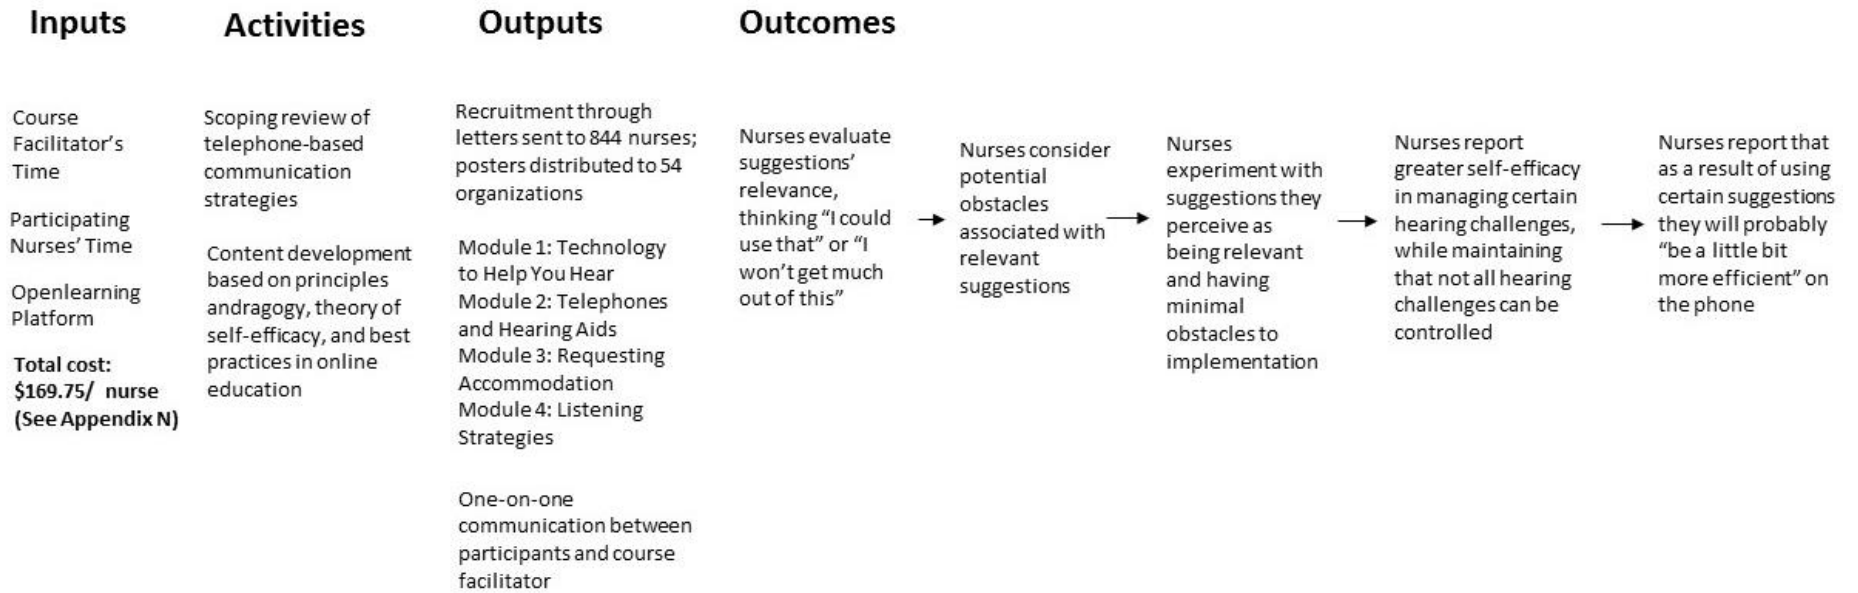 Inputs
Course
Facilitator's
Time
Participating
Nurses' Time
Openlearning
Platform
Total cost:
$169.75/ nurse
(See Appendix N)
Activities
Scoping review of
telephone-based
communication
strategies
Content development
based on principles
andragogy, theory of
self-efficacy, and best
practices in online
education
Outputs
Recruitment through
letters sent to 844 nurses;
posters distributed to 54
organizations
Module 1: Technology
to Help You Hear
Module 2: Telephones
and Hearing Aids
Module 3: Requesting
Accommodation
Module 4: Listening
Strategies
One-on-one
communication between
participants and course
facilitator
Outcomes
Nurses evaluate
suggestions'
relevance,
thinking “I could
use that” or “I
won't get much
out of this”
Nurses consider
potential
obstacles
associated with
relevant
suggestions
Nurses
experiment with
suggestions they
perceive as
being relevant
and having
minimal
obstacles to
implementation
Nurses report
greater self-efficacy
in managing certain
hearing challenges,
while maintaining
that not all hearing
challenges can be
controlled
Nurses report that
as a result of using
certain suggestions
they will probably
“be a little bit
more efficient” on
the phone